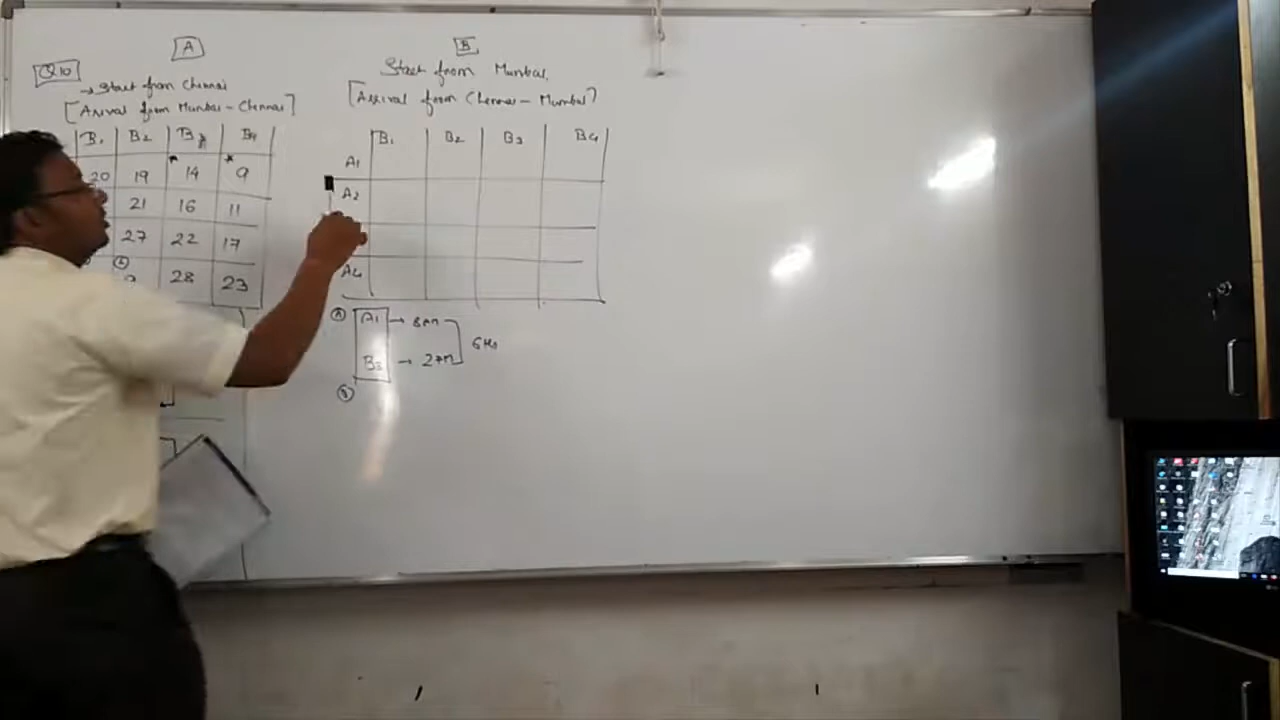 A
Q10
→ Start from Chennai
[Arrival from Mumbai - Chennai]
B1 B2 B3 B4
20 19 14 9
21 16 11
27 22 17
28 23
B
Start from Mumbai,
[Arrival from Chennai - Mumbai]
B1 B2 B3 B4
A1
A2
A4
A1 → 8AM
6Hs
B3 → 2PM